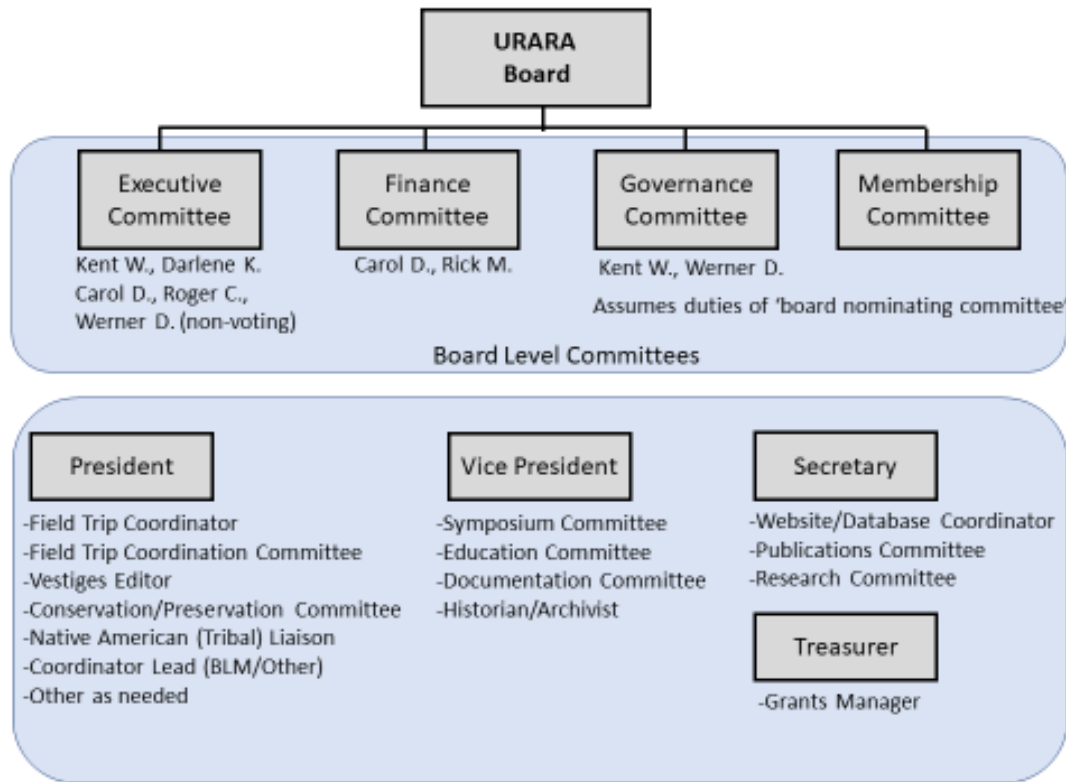 URARA
Board
Executive
Committee
Finance
Committee
Governance
Committee
Membership
Committee
Kent W., Darlene K.
Carol D., Roger C.,
Werner D. (non-voting)
Carol D., Rick M.
Kent W., Werner D.
Assumes duties of 'board nominating committee'
Board Level Committees
President
-Field Trip Coordinator
-Field Trip Coordination Committee
-Vestiges Editor
-Conservation/Preservation Committee
-Native American (Tribal) Liaison
-Coordinator Lead (BLM/Other)
-Other as needed
Vice President
-Symposium Committee
-Education Committee
-Documentation Committee
-Historian/Archivist
Secretary
-Website/Database Coordinator
-Publications Committee
-Research Committee
Treasurer
-Grants Manager